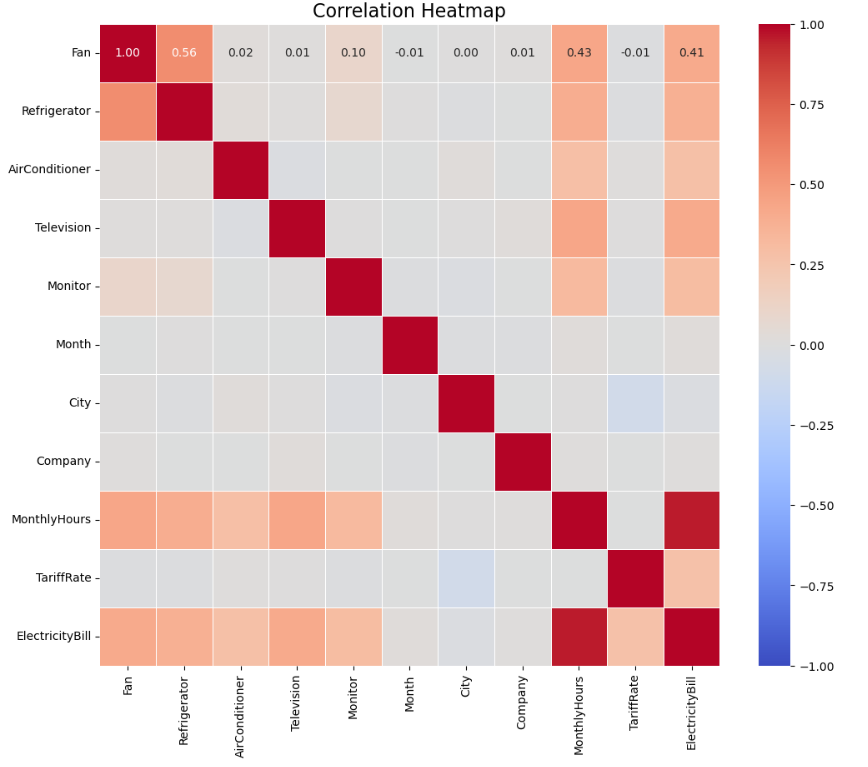 Correlation Heatmap
Fan 1.00 0.56 0.02 0.01 0.10 -0.01 0.00 0.01 0.43 -0.01 0.41
Refrigerator
AirConditioner
Television
Monitor
Month
City
Company
MonthlyHours
TariffRate
ElectricityBill
Fan
Refrigerator
AirConditioner
Television
Monitor
Month
City
Company
MonthlyHours
TariffRate
ElectricityBill
1.00
0.75
0.50
0.25
0.00
−0.25
−0.50
−0.75
−1.00